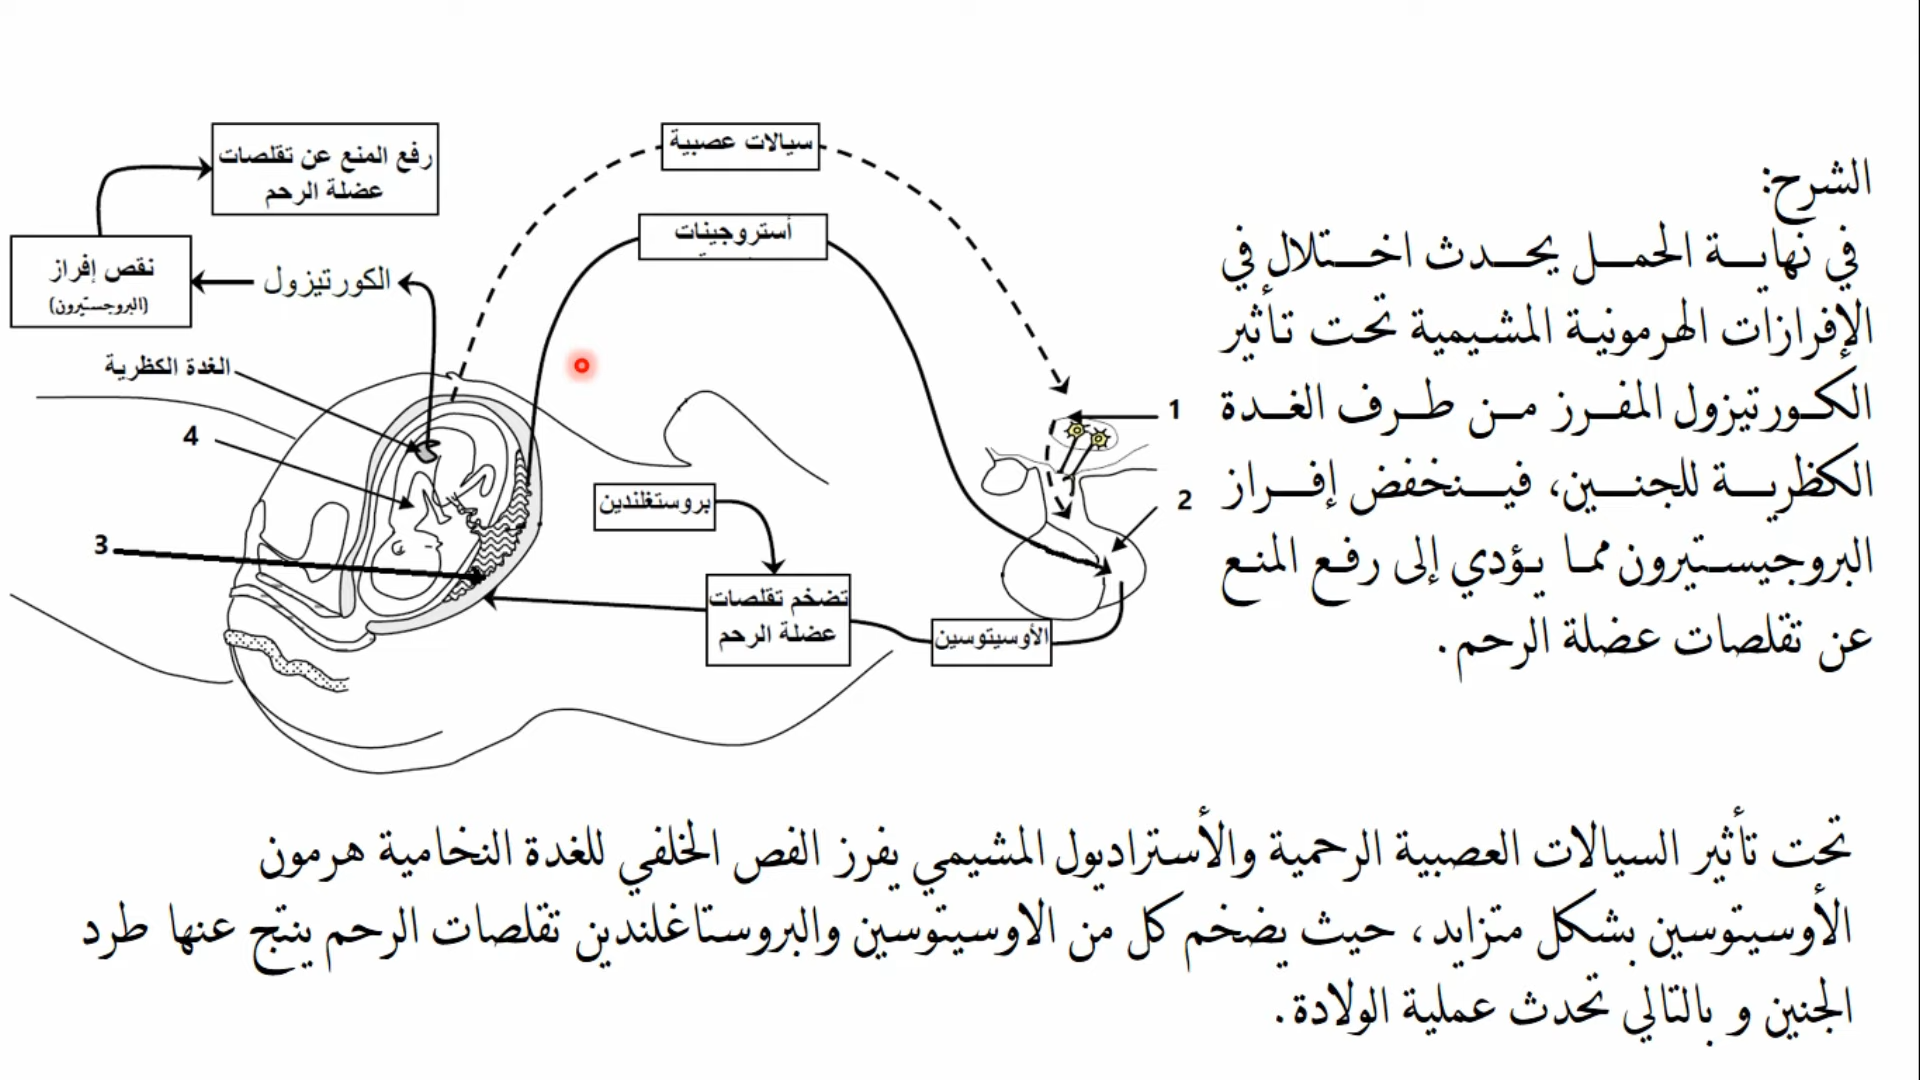 سيالات عصبية
رفع المنع عن تقلصات
عضلة الرحم
أستروجينات
نقص إفراز
(البروجستيرون)
الكورتيزول
الغدة الكظرية
4
3
1
2
بروستغلندين
تضخم تقلصات
عضلة الرحم
الأوسيتوسين
الشرح:
في نهاية الحمل يحدث اختلال في
الإفرازات الهرمونية المشيمية تحت تأثير
الكورتيزول المفرز من طرف الغدة
الكظرية للجنين، فينخفض إفراز
البروجيستيرون مما يؤدي إلى رفع المنع
عن تقلصات عضلة الرحم.
تحت تأثير السيالات العصبية الرحمية والأستراديول المشيمي يفرز الفص الخلفي للغدة النخامية هرمون
الأوسيتوسين بشكل متزايد، حيث يضخم كل من الاوسيتوسين والبروستاغلندين تقلصات الرحم ينتج عنها طرد
الجنين و بالتالي تحدث عملية الولادة.